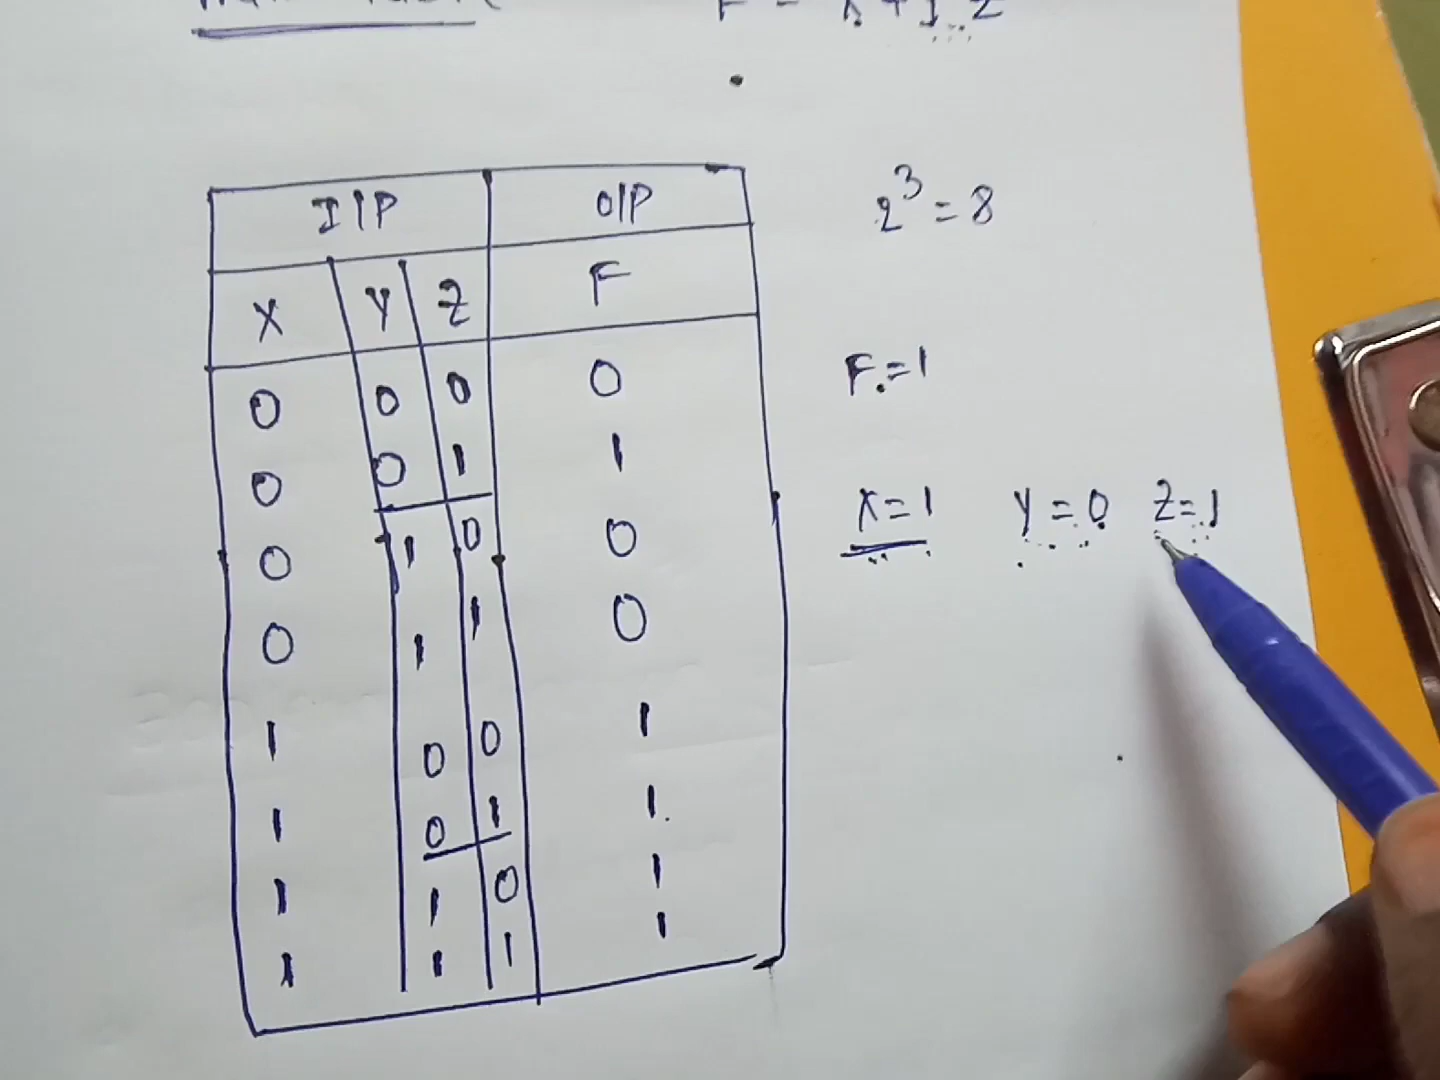 I/P O/P
X Y Z F
0 0 0 0
0 0 1 1
0 1 0 0
0 1 1 0
1 0 0 1
1 0 1 1
1 1 0 1
1 1 1 1
2³ = 8
F = 1
X = 1 Y = 0 Z = 1